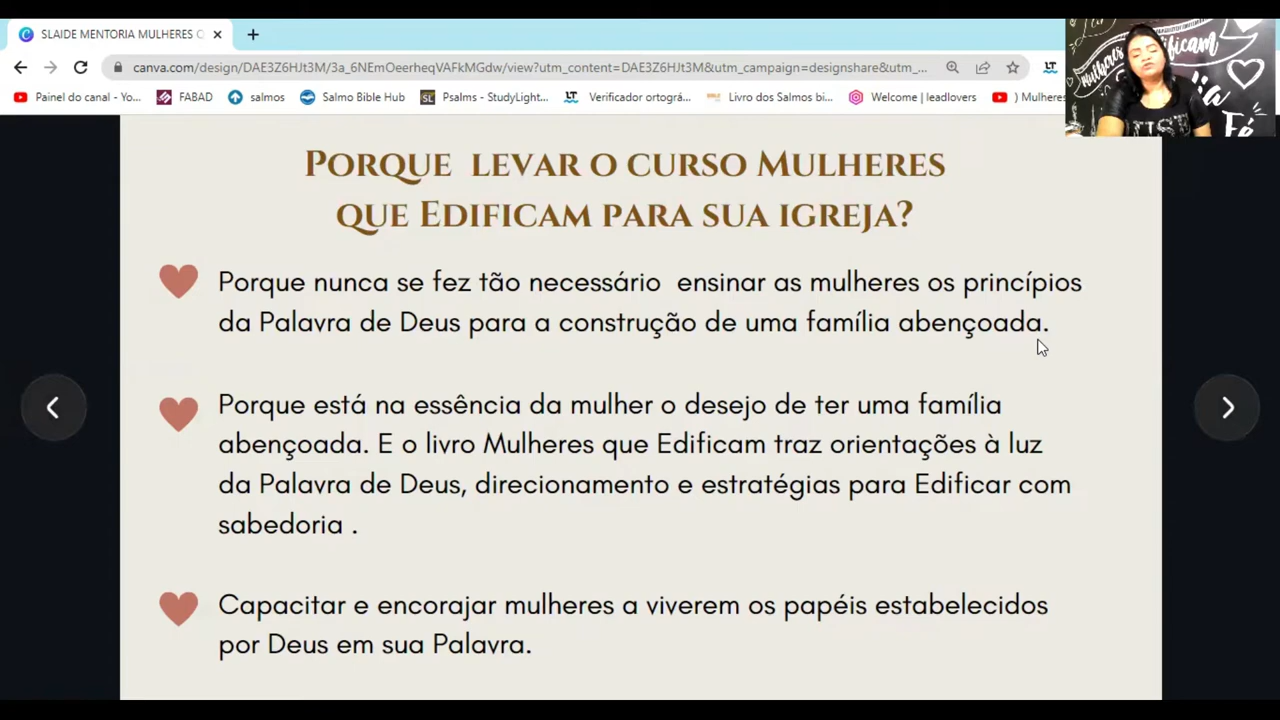 SLAIDE MENTORIA MULHERES
canva.com/design/DAE3Z6HJt3M/3a_6NEmOeerheqVAFkMGdw/view?utm_content=DAE3Z6HJt3M&utm_campaign=designshare&utm_...
Painel do canal - Yo... FABAD salmos Salmo Bible Hub Psalms - StudyLight... Verificador ortográ... Livro dos Salmos bi... Welcome | leadlovers ) Mulheres
Porque levar o curso Mulheres
que Edificam para sua igreja?
Porque nunca se fez tão necessário ensinar as mulheres os princípios
da Palavra de Deus para a construção de uma família abençoada.
Porque está na essência da mulher o desejo de ter uma família
abençoada. E o livro Mulheres que Edificam traz orientações à luz
da Palavra de Deus, direcionamento e estratégias para Edificar com
sabedoria .
Capacitar e encorajar mulheres a viverem os papéis estabelecidos
por Deus em sua Palavra.